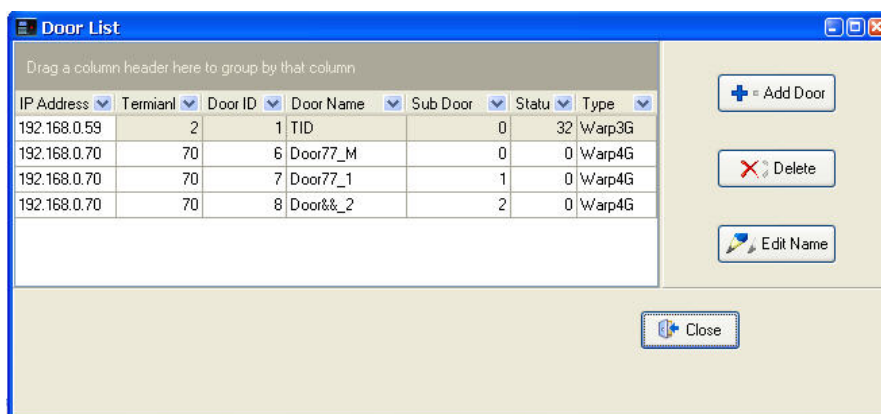 Door List
Drag a column header here to group by that column
IP Address Termianl Door ID Door Name Sub Door Statu Type
192.168.0.59 2 1 TID 0 32 Warp3G
192.168.0.70 70 6 Door77_M 0 0 Warp4G
192.168.0.70 70 7 Door77_1 1 0 Warp4G
192.168.0.70 70 8 Door&&_2 2 0 Warp4G
Add Door
Delete
Edit Name
Close